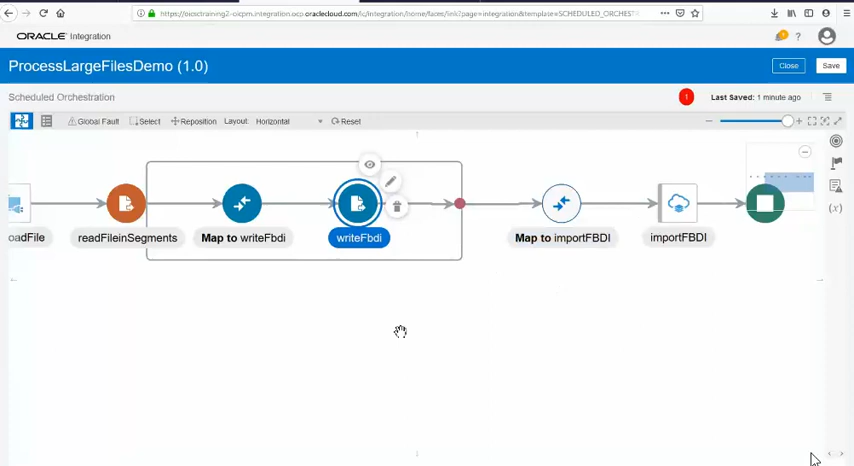 https://oicsctraining2-oicpm.integration.ocp.oraclecloud.com/ic/integration/home/faces/link?page=integration&template=SCHEDULED_ORCHEST
ORACLE Integration
?
ProcessLargeFilesDemo (1.0)
Close
Save
Scheduled Orchestration
1
Last Saved: 1 minute ago
Global Fault
Select
Reposition
Layout:
Horizontal
Reset
oadFile
readFileinSegments
Map to writeFbdi
writeFbdi
Map to importFBDI
importFBDI
(x)